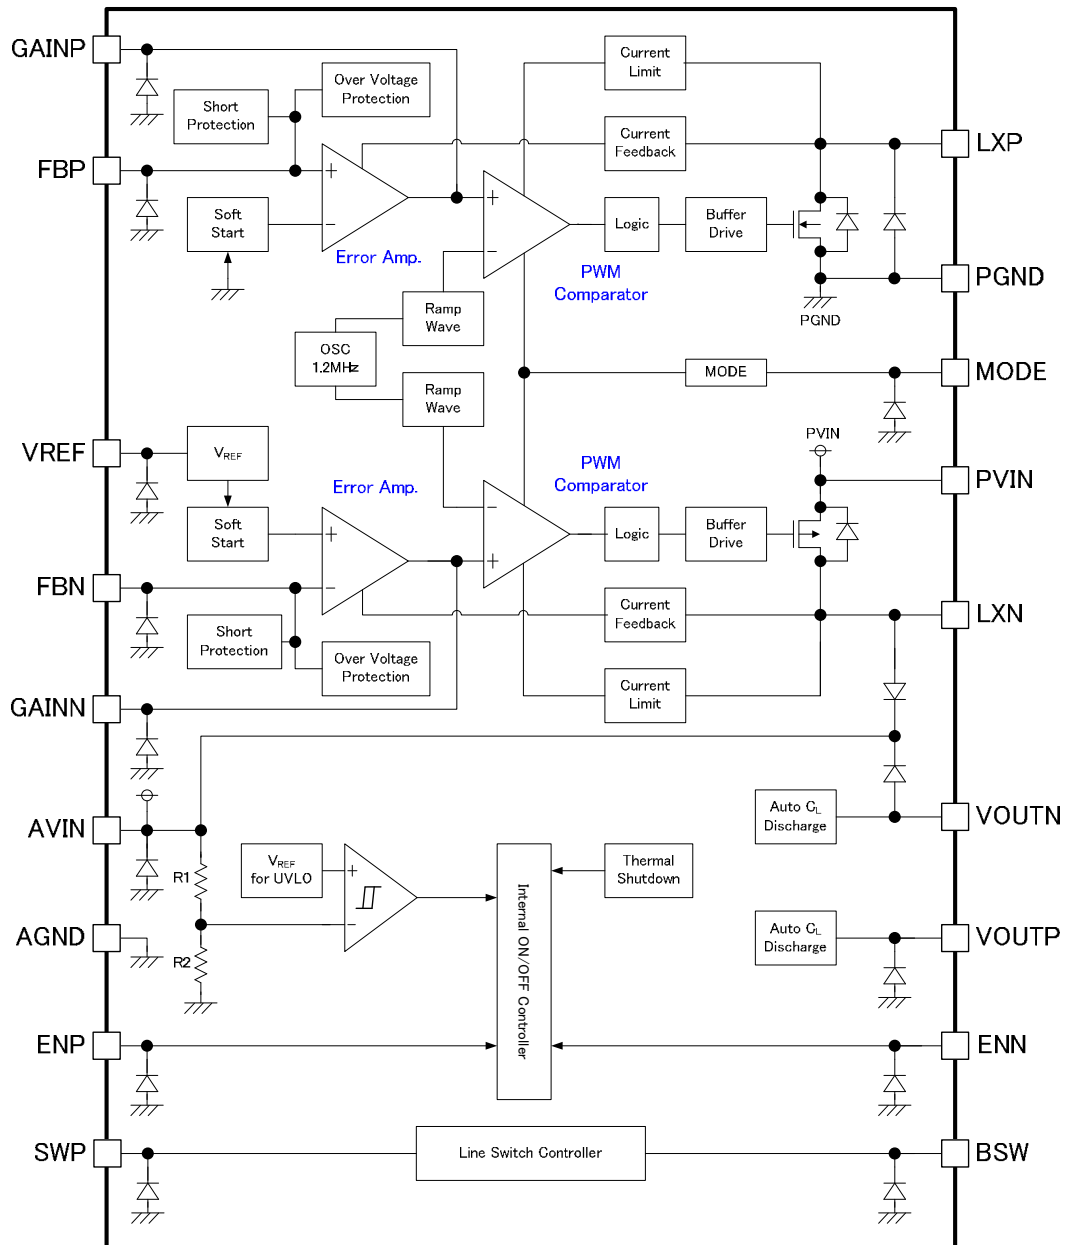 GAINP
Current
Limit
Over Voltage
Protection
Short
Protection
Current
Feedback
LXP
FBP
+
+
Soft
Start
−
Logic
Buffer
Drive
Error Amp.
−
PWM
Comparator
PGND
Ramp
Wave
PGND
OSC
1.2MHz
MODE
MODE
Ramp
Wave
PVIN
VREF
VREF
Error Amp.
PWM
Comparator
PVIN
−
Soft
Start
+
Logic
Buffer
Drive
+
FBN
−
Current
Feedback
LXN
Short
Protection
Over Voltage
Protection
Current
Limit
GAINN
Auto CL
Discharge
VOUTN
AVIN
VREF
for UVLO
+
Thermal
Shutdown
R1
Internal ON/OFF Controller
−
Auto CL
Discharge
VOUTP
AGND
R2
ENP
ENN
SWP
Line Switch Controller
BSW